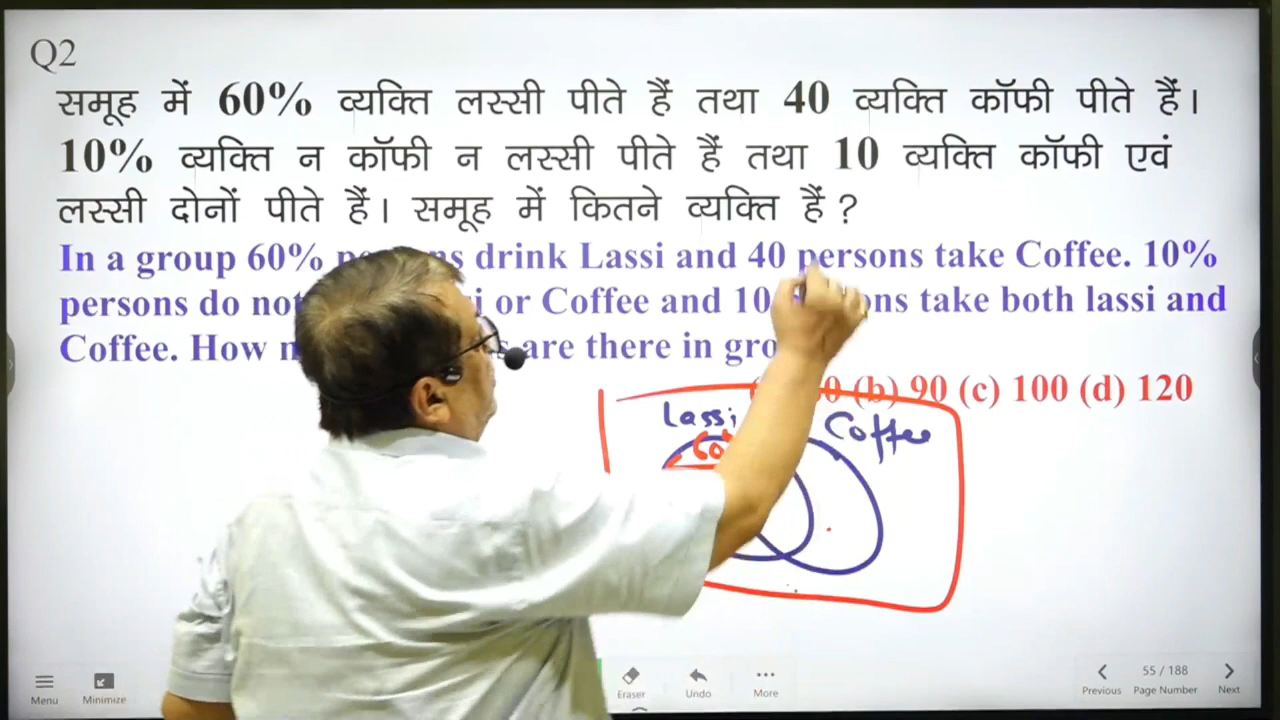 Q2
समूह में 60% व्यक्ति लस्सी पीते हैं तथा 40 व्यक्ति कॉफी पीते हैं।
10% व्यक्ति न कॉफी न लस्सी पीते हैं तथा 10 व्यक्ति कॉफी एवं
लस्सी दोनों पीते हैं। समूह में कितने व्यक्ति हैं ?
In a group 60% drink Lassi and 40 persons take Coffee. 10%
persons do or Coffee and 10 take both lassi and
Coffee. How are there in
(b) 90 (c) 100 (d) 120
Lassi Coffee
Menu Minimize Eraser Undo More Previous 55 / 188 Page Number Next